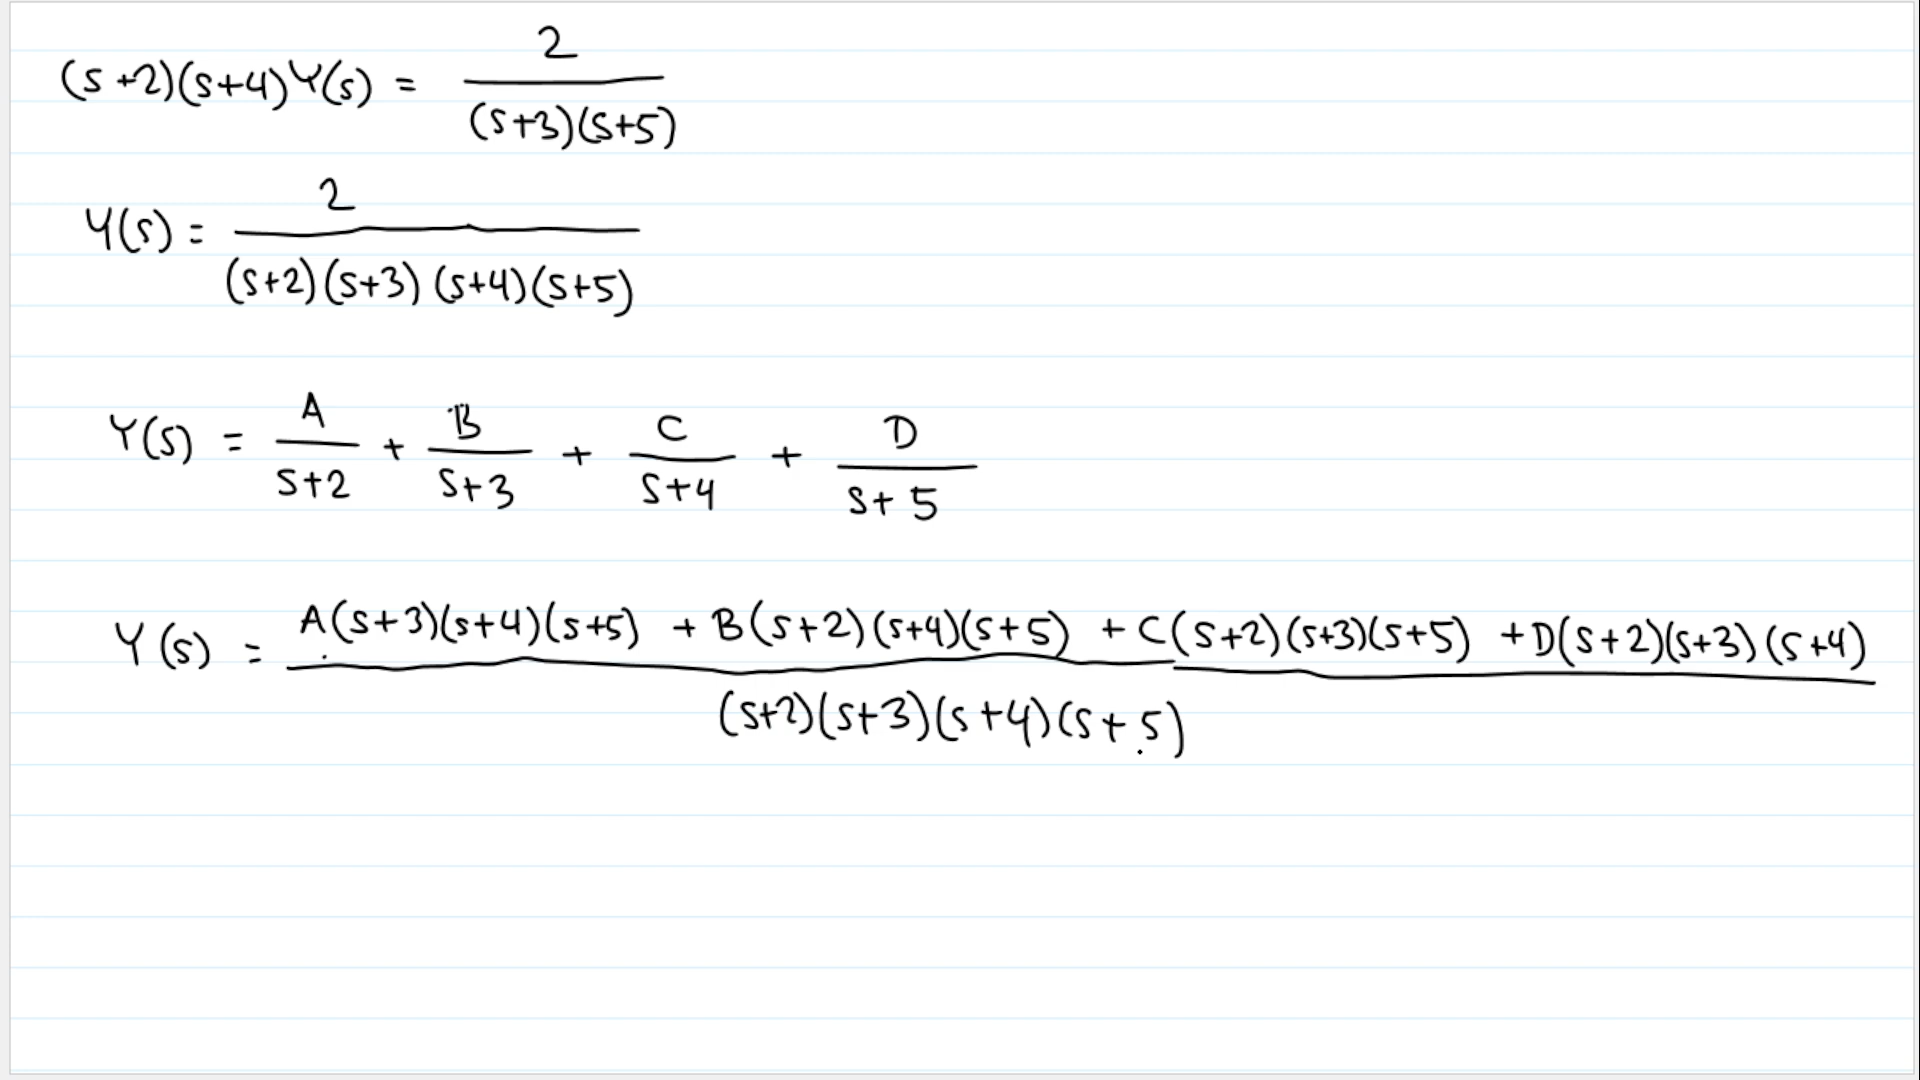 (s+2)(s+4)Y(s) = 2 / (s+3)(s+5)
Y(s) = 2 / (s+2)(s+3)(s+4)(s+5)
Y(s) = A / s+2 + B / s+3 + C / s+4 + D / s+5
Y(s) = A(s+3)(s+4)(s+5) + B(s+2)(s+4)(s+5) + C(s+2)(s+3)(s+5) + D(s+2)(s+3)(s+4) / (s+2)(s+3)(s+4)(s+5)